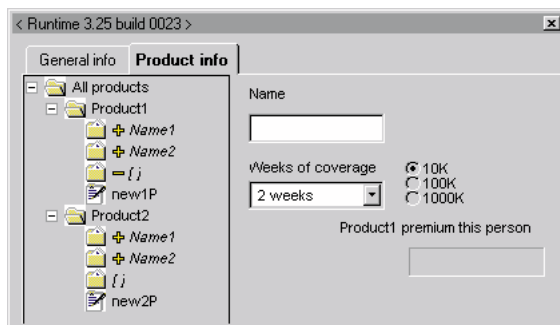 < Runtime 3.25 build 0023 >
General info
Product info
All products
Product1
Name1
Name2
{ }
new1P
Product2
Name1
Name2
{ }
new2P
Name
Weeks of coverage
2 weeks
10K
100K
1000K
Product1 premium this person